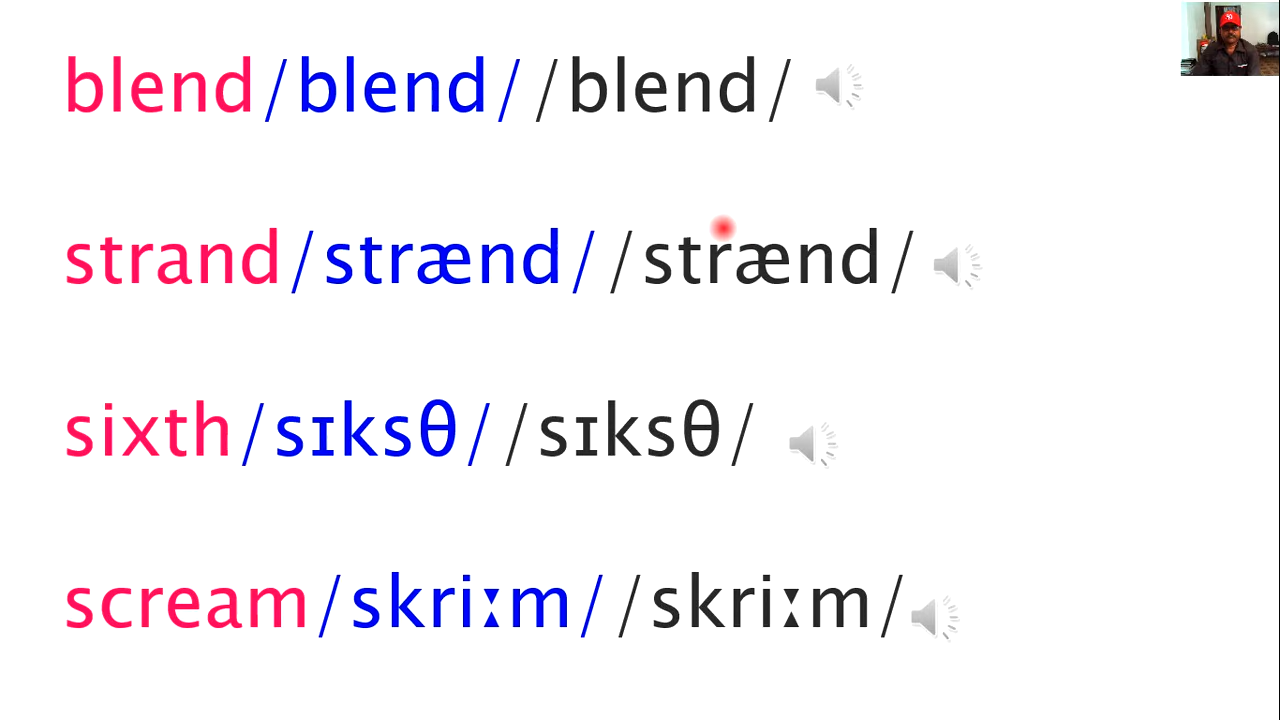 blend /blend/ /blend/
strand /strænd/ /strænd/
sixth /sɪksθ/ /sɪksθ/
scream /skriːm/ /skriːm/